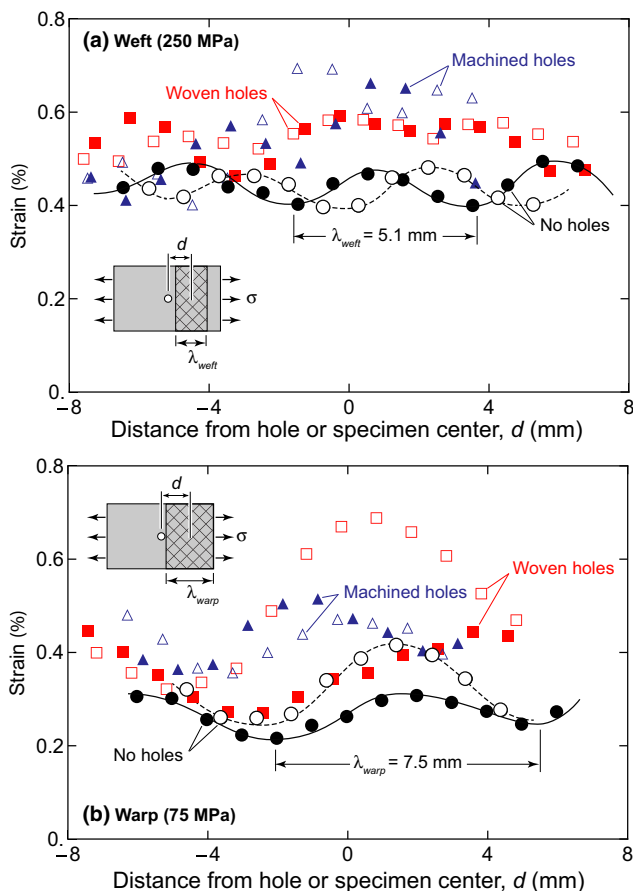 0.8
(a) Weft (250 MPa)
Machined holes
Woven holes
0.6
Strain (%)
0.4
No holes
λweft = 5.1 mm
d
σ
0.2
λweft
0.
−8
−4
0
4
8
Distance from hole or specimen center, d (mm)
0.8
d
σ
λwarp
Woven holes
0.6
Machined holes
Strain (%)
0.4
No holes
0.2
λwarp = 7.5 mm
(b) Warp (75 MPa)
0.
−8
−4
0
4
8
Distance from hole or specimen center, d (mm)